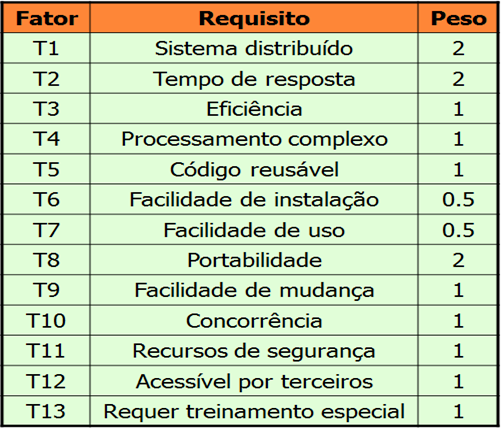 Fator Requisito Peso
T1 Sistema distribuído 2
T2 Tempo de resposta 2
T3 Eficiência 1
T4 Processamento complexo 1
T5 Código reusável 1
T6 Facilidade de instalação 0.5
T7 Facilidade de uso 0.5
T8 Portabilidade 2
T9 Facilidade de mudança 1
T10 Concorrência 1
T11 Recursos de segurança 1
T12 Acessível por terceiros 1
T13 Requer treinamento especial 1